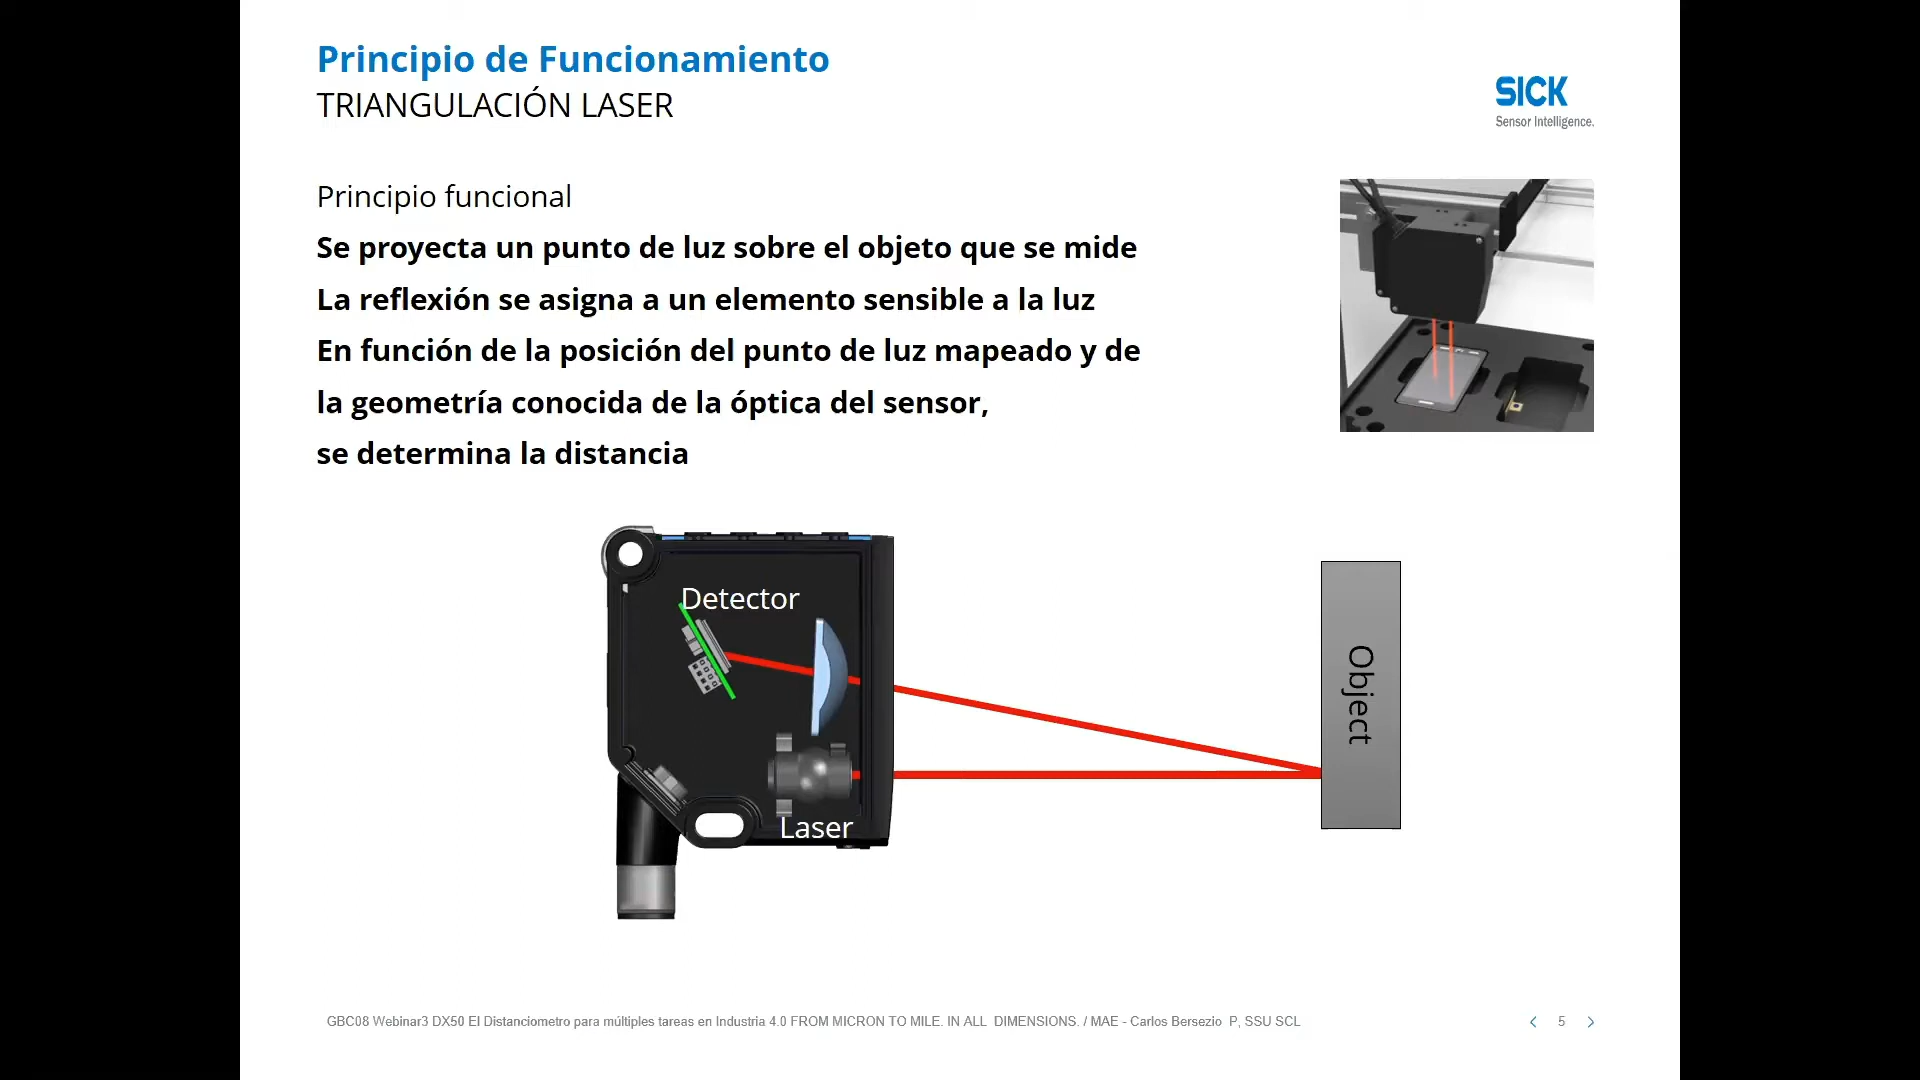 Principio de Funcionamiento
TRIANGULACIÓN LASER
SICK
Sensor Intelligence.
Principio funcional
Se proyecta un punto de luz sobre el objeto que se mide
La reflexión se asigna a un elemento sensible a la luz
En función de la posición del punto de luz mapeado y de
la geometría conocida de la óptica del sensor,
se determina la distancia
Detector
Object
Laser
GBC08 Webinar3 DX50 El Distanciometro para múltiples tareas en Industria 4.0 FROM MICRON TO MILE. IN ALL DIMENSIONS. / MAE - Carlos Bersezio P, SSU SCL
5